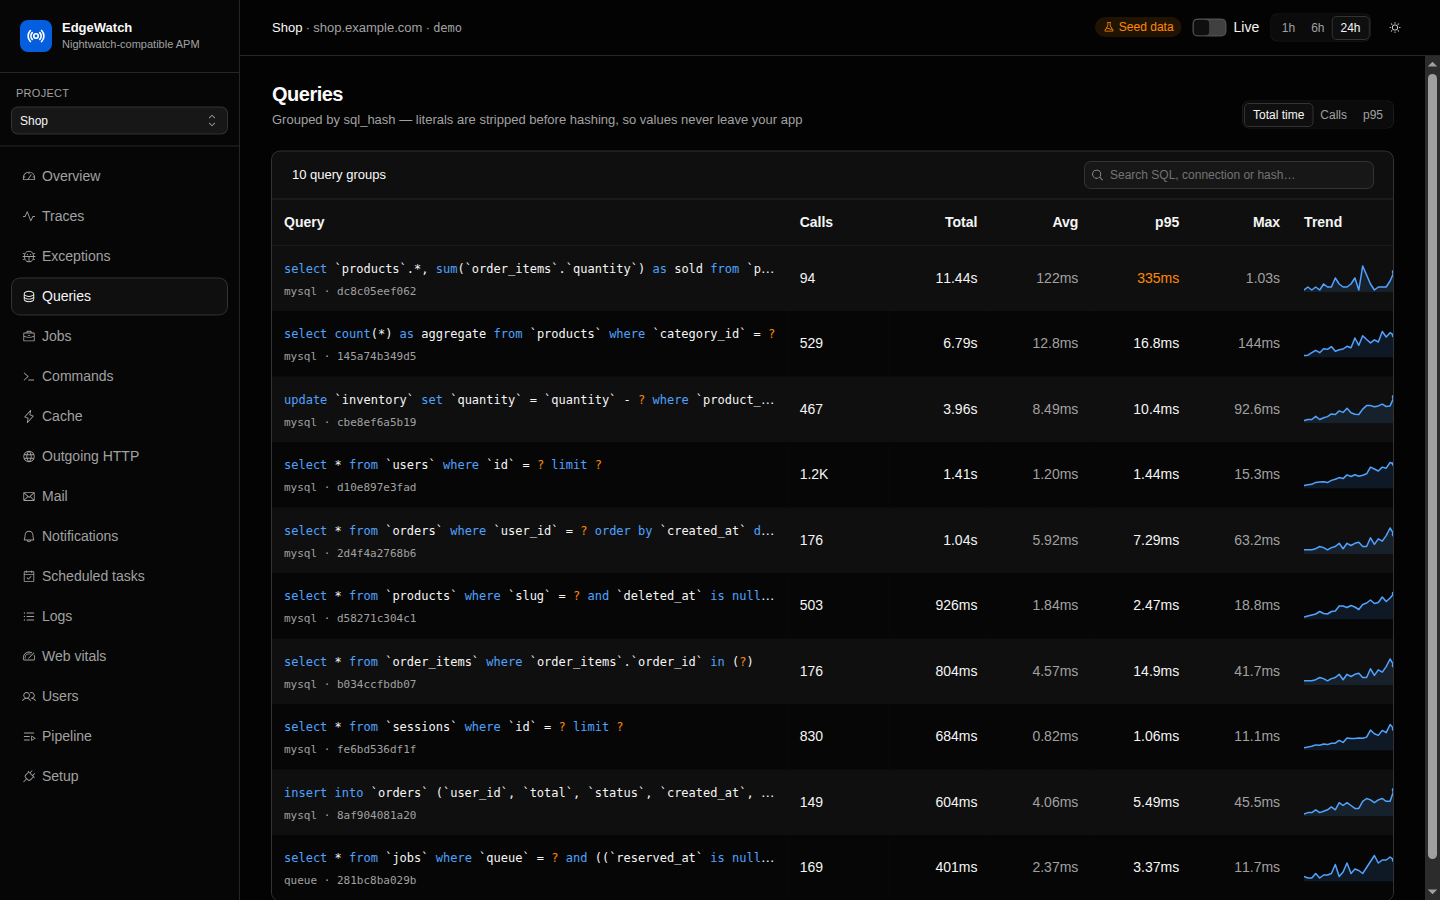 EdgeWatch
Nightwatch-compatible APM
PROJECT
Shop
Overview
Traces
Exceptions
Queries
Jobs
Commands
Cache
Outgoing HTTP
Mail
Notifications
Scheduled tasks
Logs
Web vitals
Users
Pipeline
Setup
Shop · shop.example.com · demo
Seed data
Live
1h 6h 24h
Queries
Grouped by sql_hash — literals are stripped before hashing, so values never leave your app
Total time Calls p95
10 query groups
Search SQL, connection or hash…
Query Calls Total Avg p95 Max Trend
select `products`.*, sum(`order_items`.`quantity`) as sold from `p…
mysql · dc8c05eef062
94 11.44s 122ms 335ms 1.03s
select count(*) as aggregate from `products` where `category_id` = ?
mysql · 145a74b349d5
529 6.79s 12.8ms 16.8ms 144ms
update `inventory` set `quantity` = `quantity` - ? where `product_…
mysql · cbe8ef6a5b19
467 3.96s 8.49ms 10.4ms 92.6ms
select * from `users` where `id` = ? limit ?
mysql · d10e897e3fad
1.2K 1.41s 1.20ms 1.44ms 15.3ms
select * from `orders` where `user_id` = ? order by `created_at` d…
mysql · 2d4f4a2768b6
176 1.04s 5.92ms 7.29ms 63.2ms
select * from `products` where `slug` = ? and `deleted_at` is null…
mysql · d58271c304c1
503 926ms 1.84ms 2.47ms 18.8ms
select * from `order_items` where `order_items`.`order_id` in (?)
mysql · b034ccfbdb07
176 804ms 4.57ms 14.9ms 41.7ms
select * from `sessions` where `id` = ? limit ?
mysql · fe6bd536df1f
830 684ms 0.82ms 1.06ms 11.1ms
insert into `orders` (`user_id`, `total`, `status`, `created_at`, …
mysql · 8af904081a20
149 604ms 4.06ms 5.49ms 45.5ms
select * from `jobs` where `queue` = ? and ((`reserved_at` is null…
queue · 281bc8ba029b
169 401ms 2.37ms 3.37ms 11.7ms